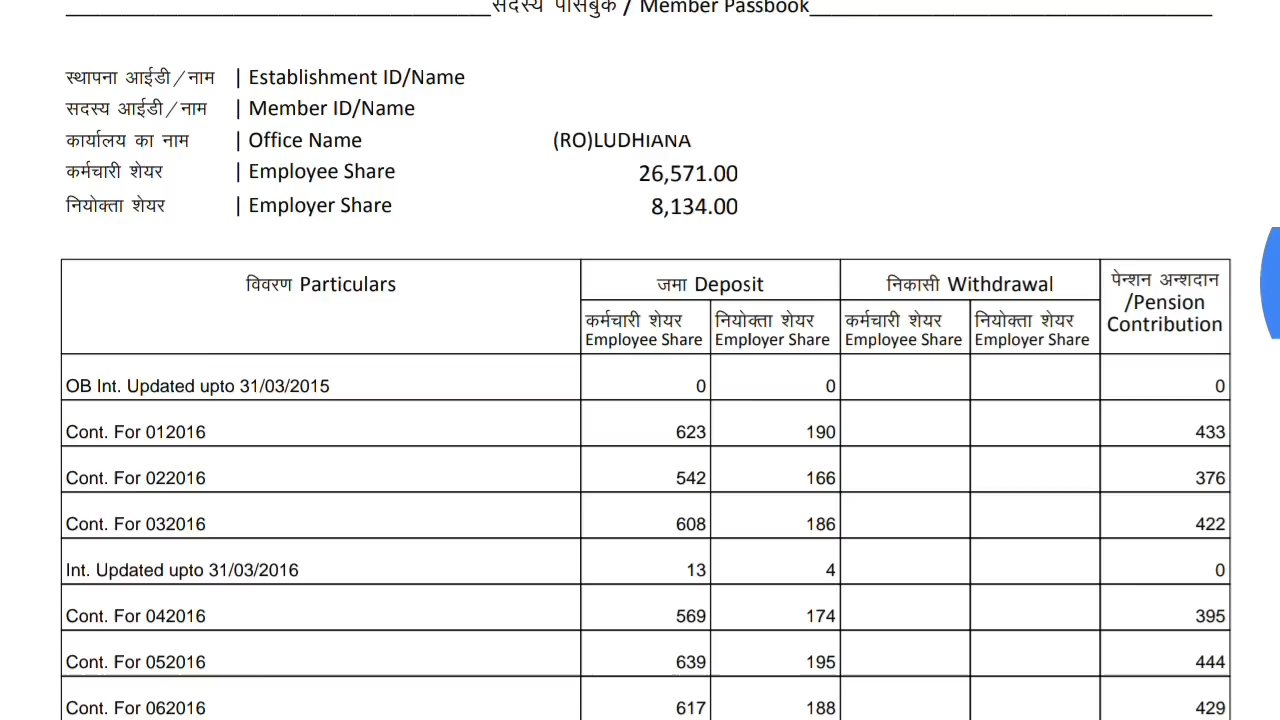 सदस्य पासबुक / Member Passbook
स्थापना आईडी/नाम | Establishment ID/Name
सदस्य आईडी/नाम | Member ID/Name
कार्यालय का नाम | Office Name (RO)LUDHIANA
कर्मचारी शेयर | Employee Share 26,571.00
नियोक्ता शेयर | Employer Share 8,134.00
विवरण Particulars जमा Deposit निकासी Withdrawal पेन्शन अन्शदान /Pension Contribution
कर्मचारी शेयर Employee Share नियोक्ता शेयर Employer Share कर्मचारी शेयर Employee Share नियोक्ता शेयर Employer Share
OB Int. Updated upto 31/03/2015 0 0 0
Cont. For 012016 623 190 433
Cont. For 022016 542 166 376
Cont. For 032016 608 186 422
Int. Updated upto 31/03/2016 13 4 0
Cont. For 042016 569 174 395
Cont. For 052016 639 195 444
Cont. For 062016 617 188 429